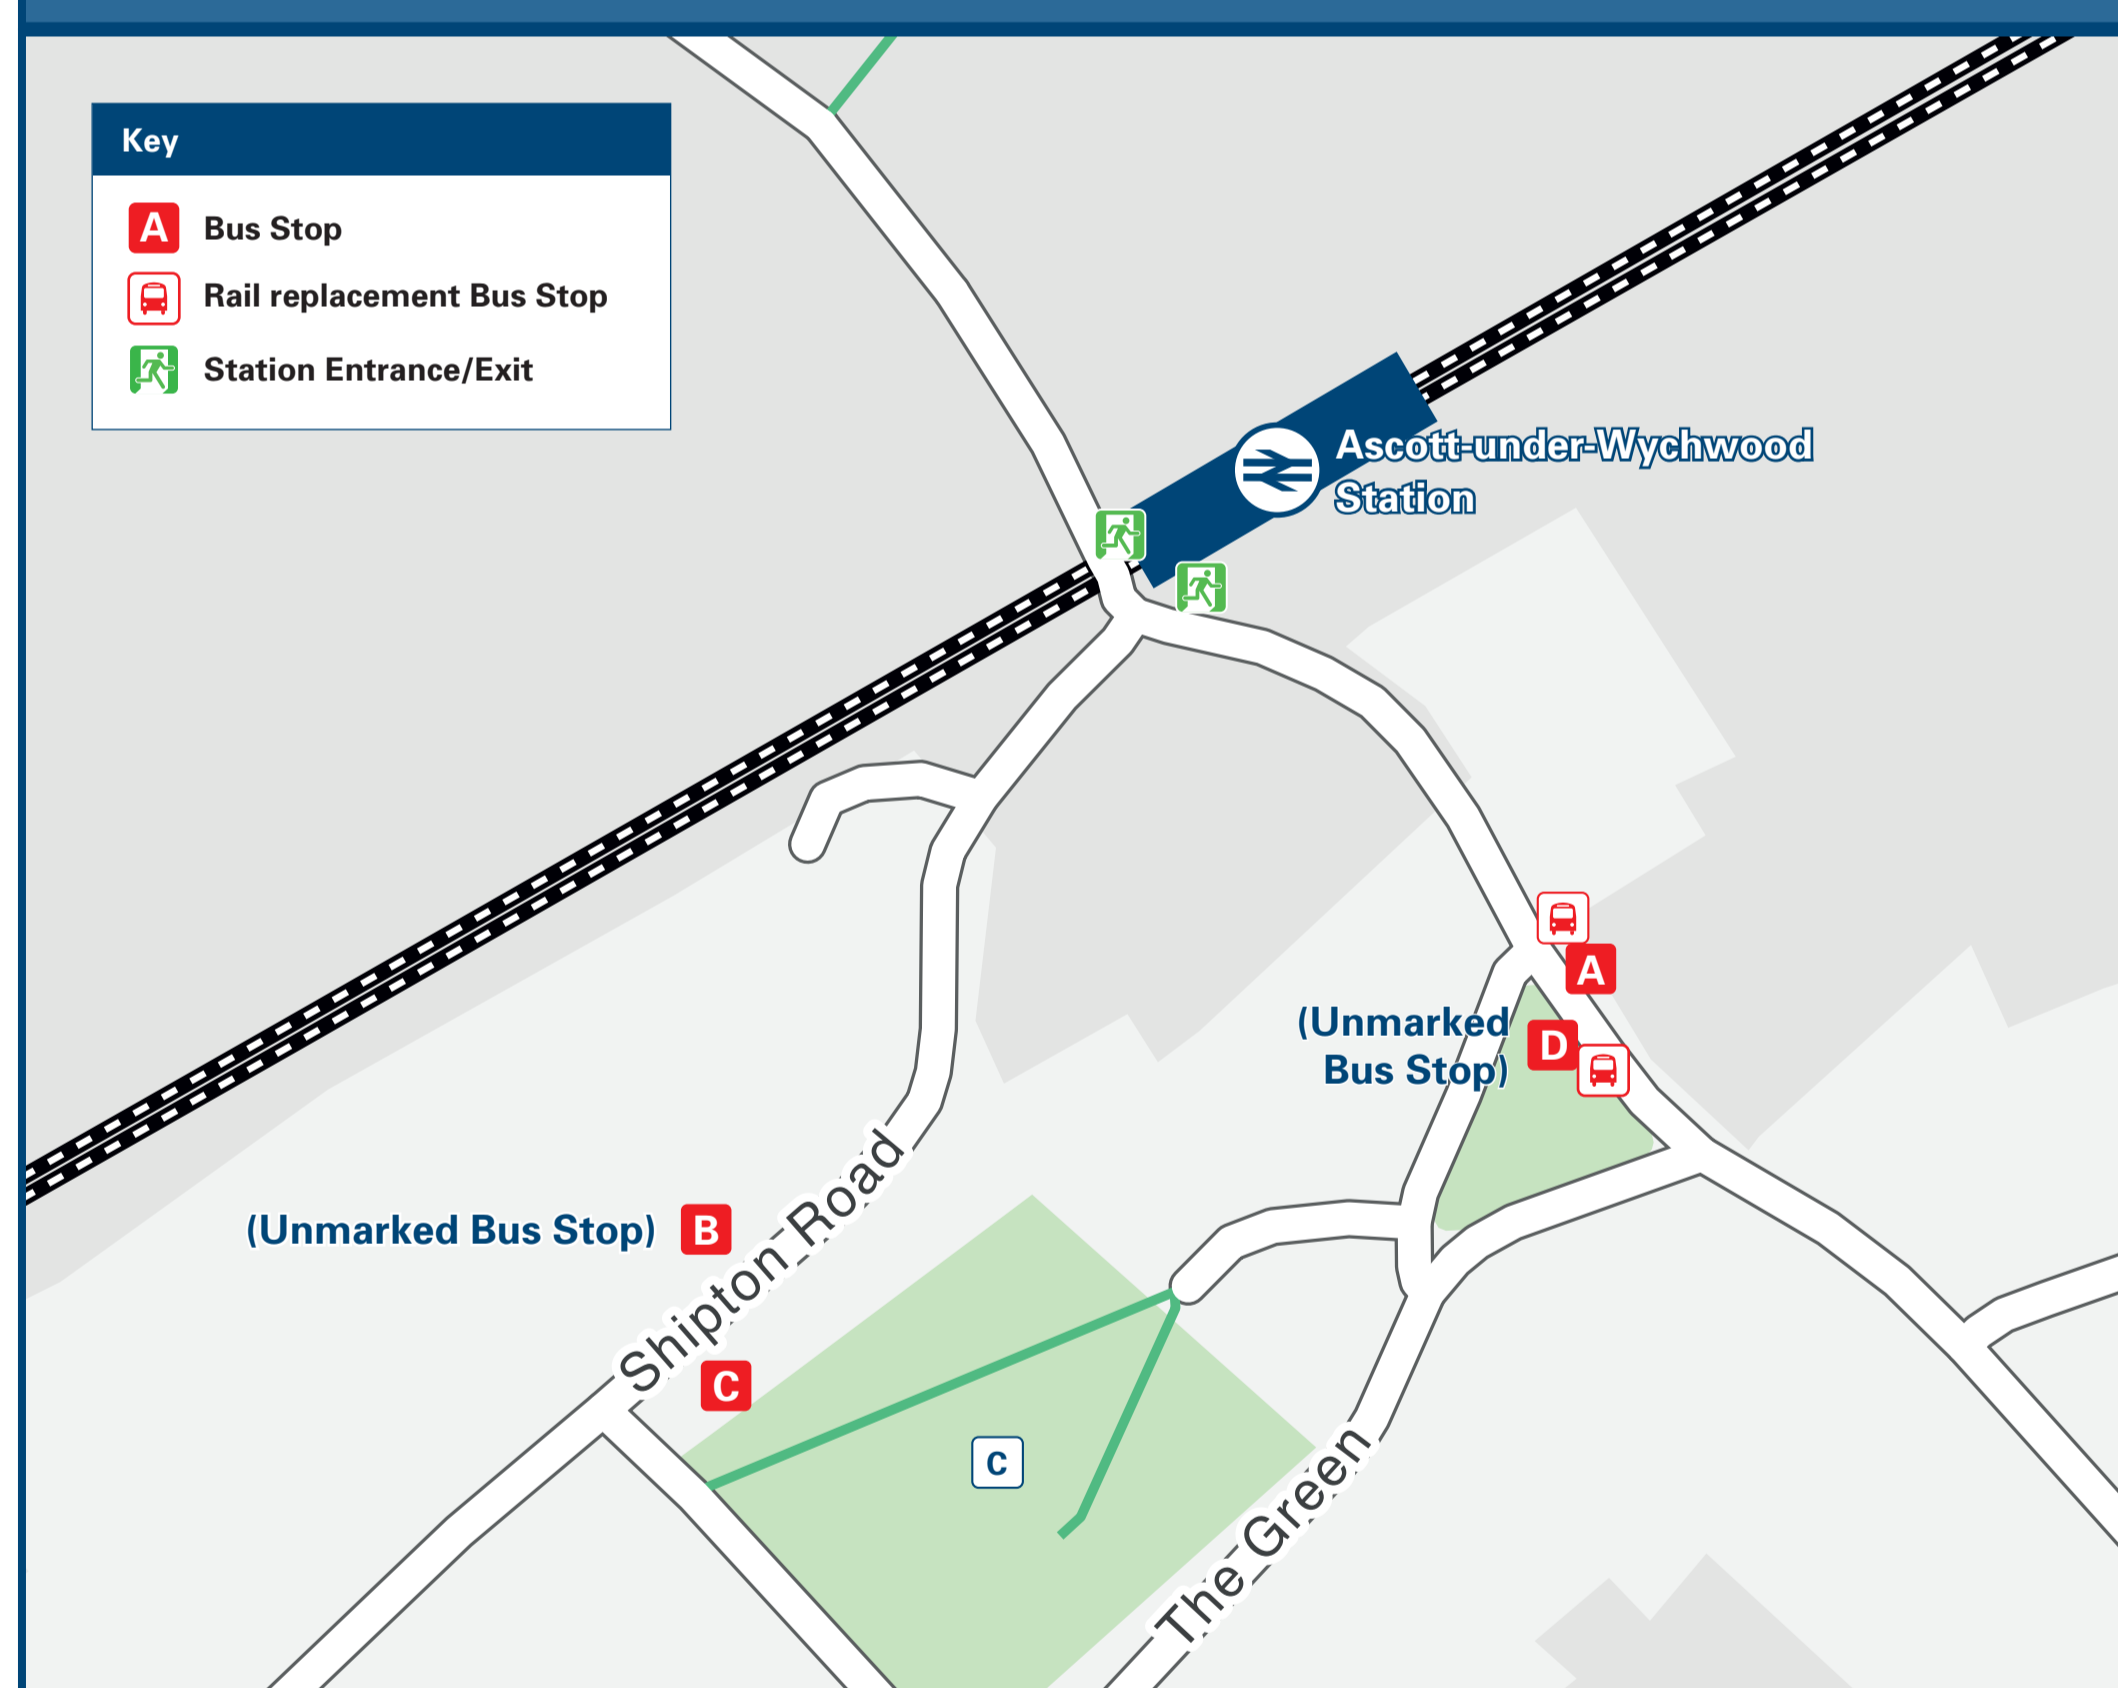 Key
A Bus Stop
Rail replacement Bus Stop
Station Entrance/Exit
Ascott-under-Wychwood
Station
A
(Unmarked
Bus Stop)
D
(Unmarked Bus Stop) B
Shipton Road
C
C
The Green